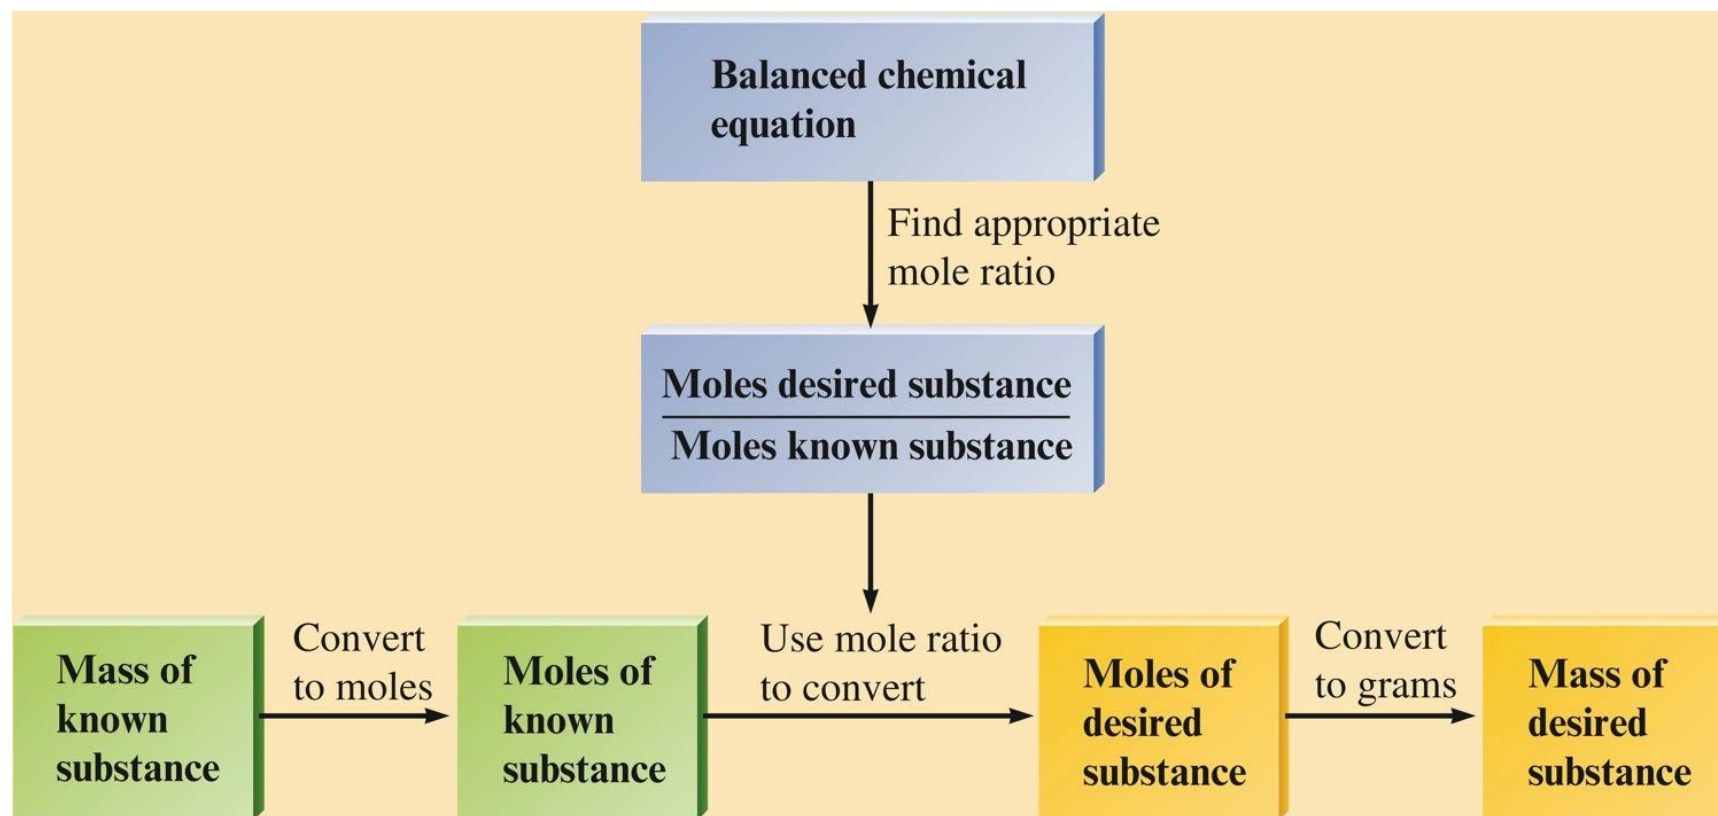 Balanced chemical
equation
Find appropriate
mole ratio
Moles desired substance
Moles known substance
Mass of
known
substance
Convert
to moles
Moles of
known
substance
Use mole ratio
to convert
Moles of
desired
substance
Convert
to grams
Mass of
desired
substance